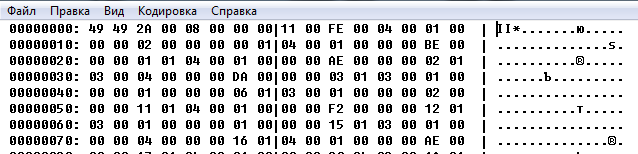 Файл Правка Вид Кодировка Справка
00000000: 49 49 2A 00 08 00 00 00|11 00 FE 00 04 00 01 00 | II*.......ю.....
00000010: 00 00 02 00 00 00 00 01|04 00 01 00 00 00 BE 00 | ..............ѕ.
00000020: 00 00 01 01 04 00 01 00|00 00 AE 00 00 00 02 01 | ..........®.....
00000030: 03 00 04 00 00 00 DA 00|00 00 03 01 03 00 01 00 | ......Ъ.........
00000040: 00 00 01 00 00 00 06 01|03 00 01 00 00 00 02 00 | ................
00000050: 00 00 11 01 04 00 01 00|00 00 F2 00 00 00 12 01 | ..........т.....
00000060: 03 00 01 00 00 00 01 00|00 00 15 01 03 00 01 00 | ................
00000070: 00 00 04 00 00 00 16 01|04 00 01 00 00 00 AE 00 | ..............®.